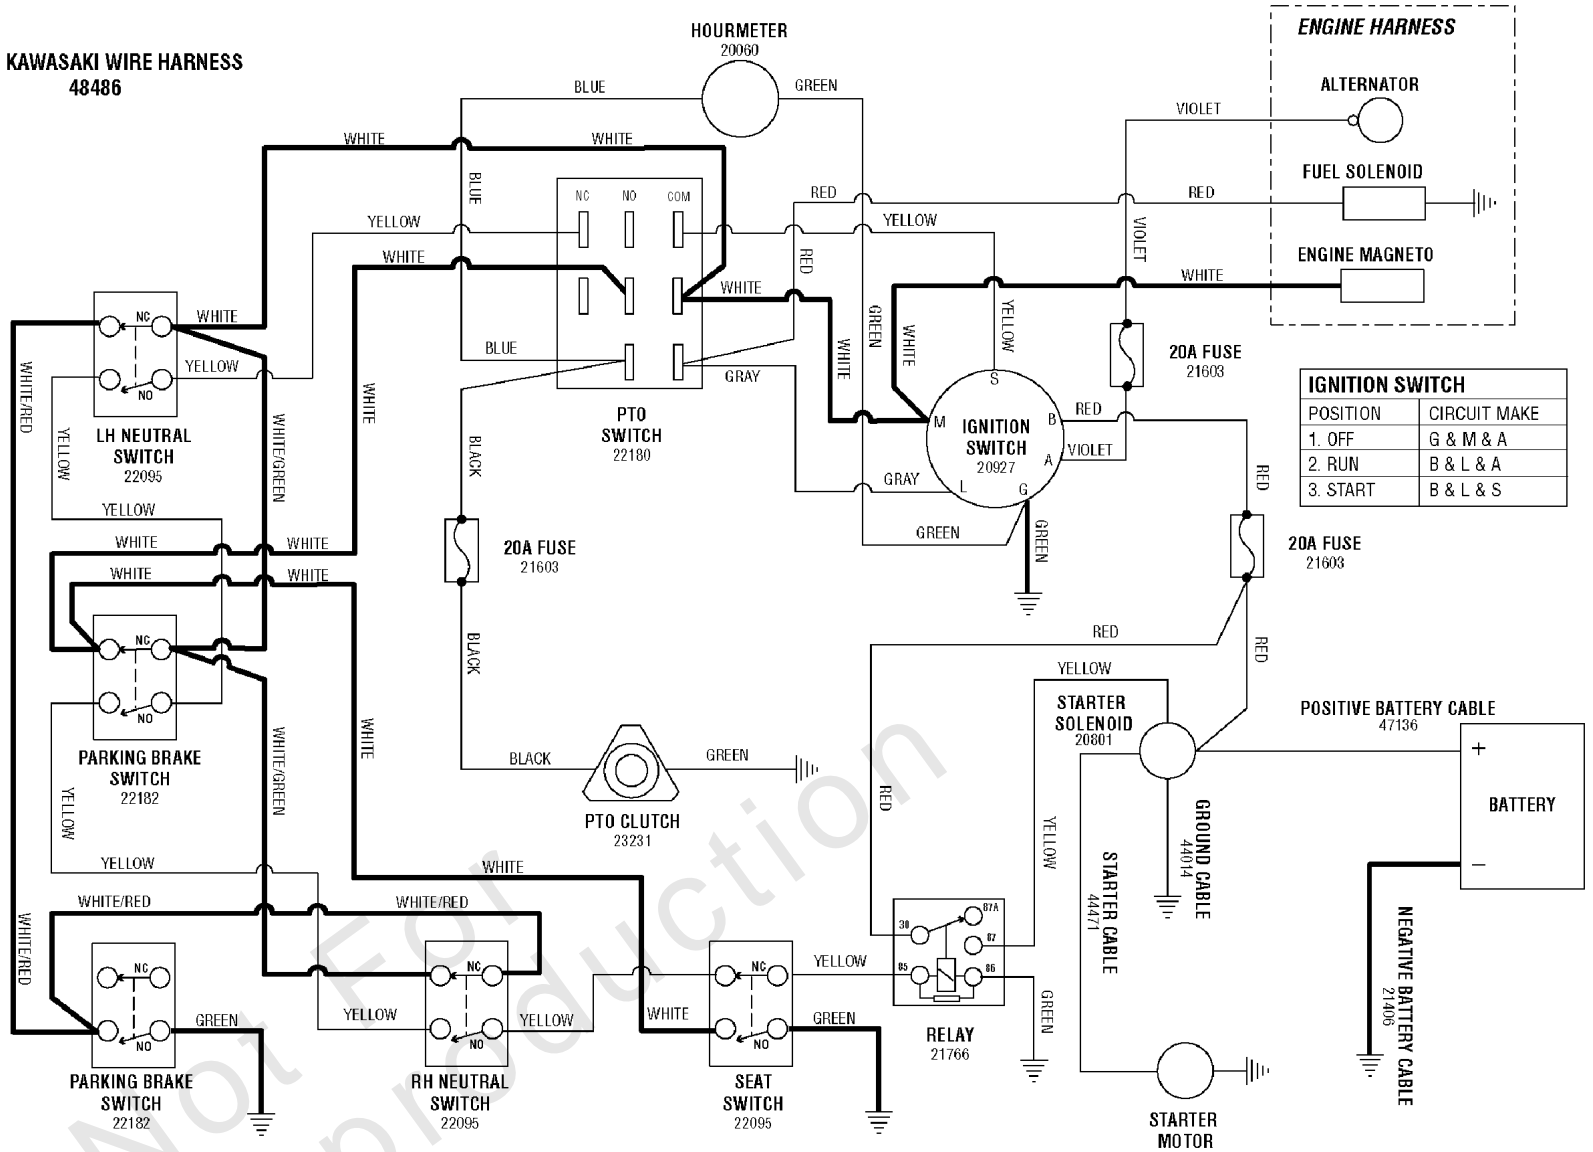 KAWASAKI WIRE HARNESS
48486
HOURMETER
20060
ENGINE HARNESS
ALTERNATOR
FUEL SOLENOID
ENGINE MAGNETO
BLUE
GREEN
VIOLET
WHITE
WHITE
BLUE
NC
NO
COM
RED
RED
YELLOW
YELLOW
VIOLET
WHITE
RED
WHITE
WHITE
WHITE
NC
NO
YELLOW
BLUE
GRAY
WHITE
GREEN
WHITE
YELLOW
20A FUSE
21603
WHITE/RED
LH NEUTRAL
SWITCH
22095
YELLOW
WHITE/GREEN
WHITE
PTO
SWITCH
22180
BLACK
S
M
B
A
L
G
IGNITION
SWITCH
20927
RED
VIOLET
GRAY
GREEN
GREEN
RED
IGNITION SWITCH
POSITION
CIRCUIT MAKE
1. OFF
G & M & A
2. RUN
B & L & A
3. START
B & L & S
YELLOW
WHITE
WHITE
WHITE
WHITE
20A FUSE
21603
20A FUSE
21603
NC
NO
PARKING BRAKE
SWITCH
22182
WHITE/GREEN
WHITE
BLACK
BLACK
GREEN
PTO CLUTCH
23231
RED
RED
YELLOW
STARTER
SOLENOID
20801
POSITIVE BATTERY CABLE
47136
+
BATTERY
–
YELLOW
YELLOW
WHITE
RED
YELLOW
STARTER CABLE
44471
GROUND CABLE
44014
NEGATIVE BATTERY CABLE
21406
WHITE/RED
WHITE/RED
WHITE/RED
NC
NO
GREEN
PARKING BRAKE
SWITCH
22182
YELLOW
NC
NO
YELLOW
RH NEUTRAL
SWITCH
22095
WHITE
NC
NO
YELLOW
GREEN
SEAT
SWITCH
22095
30
87A
87
85
86
RELAY
21766
GREEN
STARTER
MOTOR
Not For
production